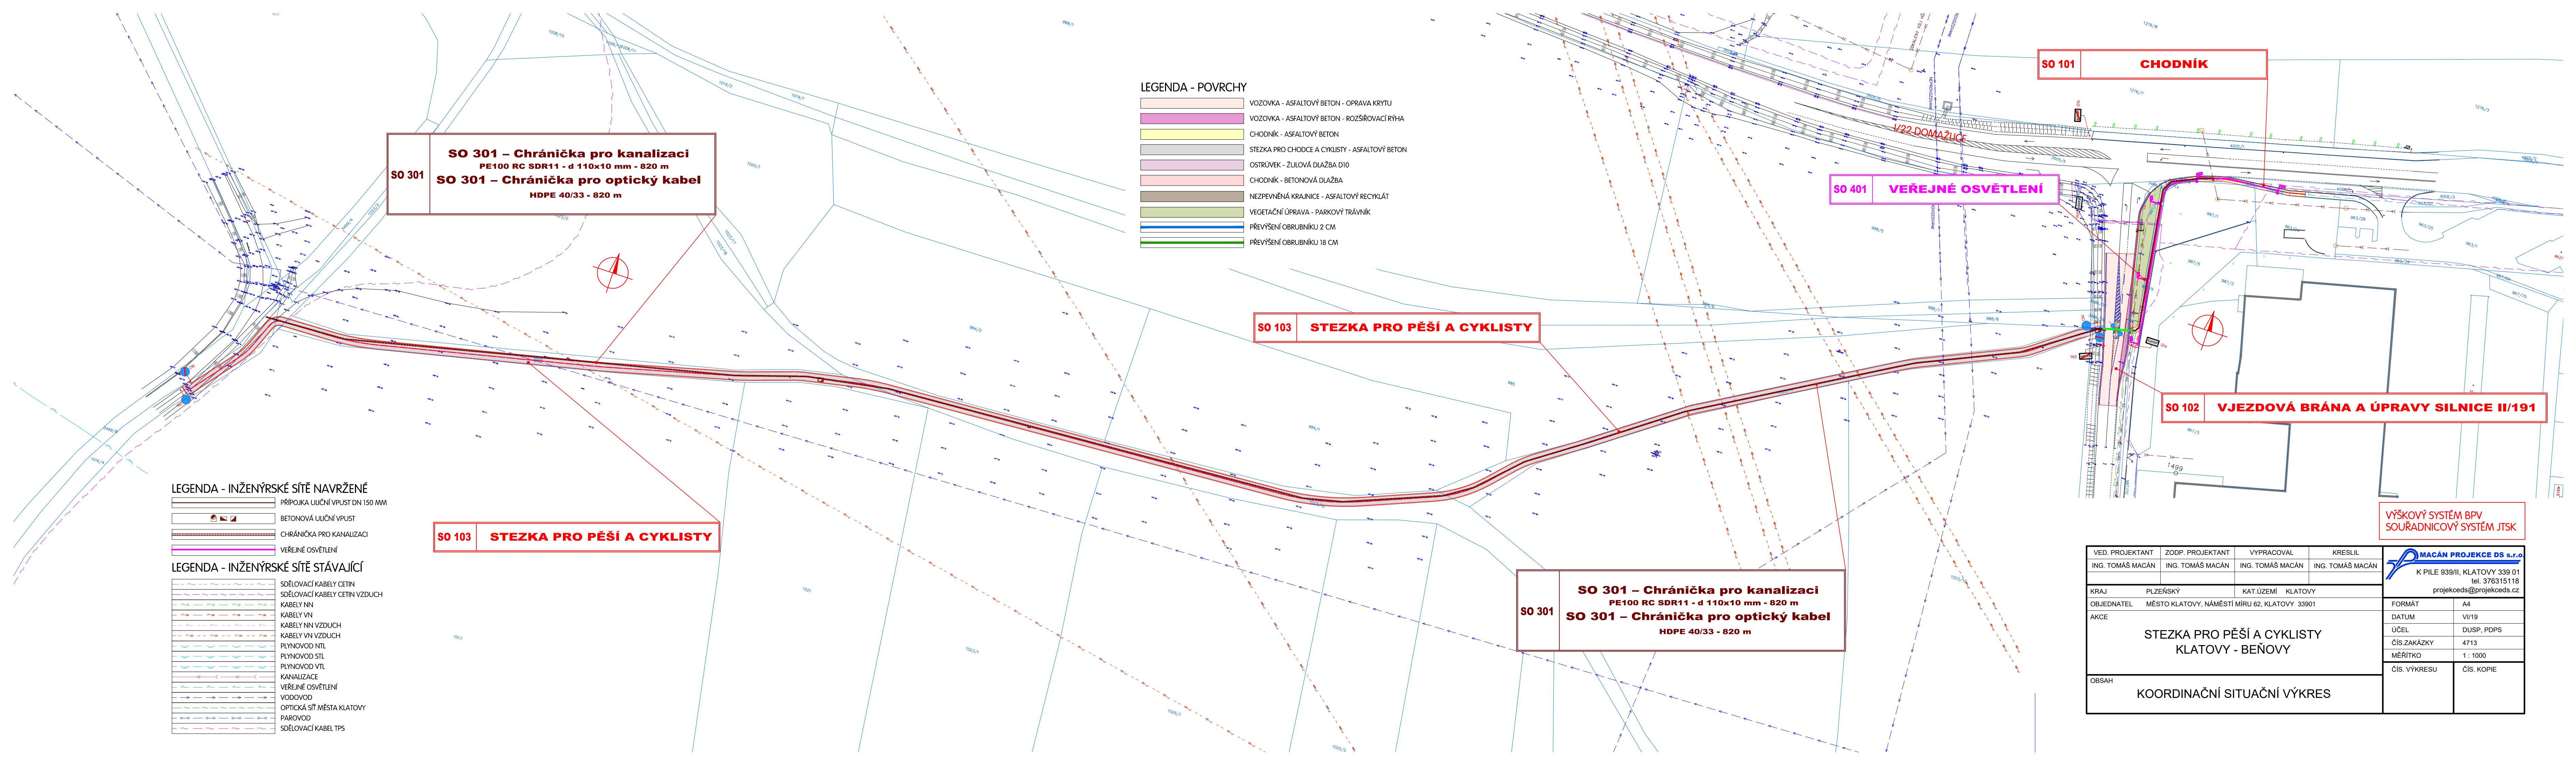 SO 301
SO 301 – Chránička pro kanalizaci
PE100 RC SDR11 - d 110x10 mm - 820 m
SO 301 – Chránička pro optický kabel
HDPE 40/33 - 820 m
LEGENDA - POVRCHY
VOZOVKA - ASFALTOVÝ BETON - OPRAVA KRYTU
VOZOVKA - ASFALTOVÝ BETON - ROZŠIŘOVACÍ RÝHA
CHODNÍK - ASFALTOVÝ BETON
STEZKA PRO CHODCE A CYKLISTY - ASFALTOVÝ BETON
OSTRŮVEK - ŽULOVÁ DLAŽBA D10
CHODNÍK - BETONOVÁ DLAŽBA
NEZPEVNĚNÁ KRAJNICE - ASFALTOVÝ RECYKLÁT
VEGETAČNÍ ÚPRAVA - PARKOVÝ TRÁVNÍK
PŘEVÝŠENÍ OBRUBNÍKU 2 CM
PŘEVÝŠENÍ OBRUBNÍKU 18 CM
SO 101 CHODNÍK
I/22 DOMAŽLICE
SO 401 VEŘEJNÉ OSVĚTLENÍ
SO 103 STEZKA PRO PĚŠÍ A CYKLISTY
SO 102 VJEZDOVÁ BRÁNA A ÚPRAVY SILNICE II/191
1499
LEGENDA - INŽENÝRSKÉ SÍTĚ NAVRŽENÉ
PŘÍPOJKA ULIČNÍ VPUST DN 150 MM
BETONOVÁ ULIČNÍ VPUST
CHRÁNIČKA PRO KANALIZACI
VEŘEJNÉ OSVĚTLENÍ
LEGENDA - INŽENÝRSKÉ SÍTĚ STÁVAJÍCÍ
SDĚLOVACÍ KABELY CETIN
SDĚLOVACÍ KABELY CETIN VZDUCH
KABELY NN
KABELY VN
KABELY NN VZDUCH
KABELY VN VZDUCH
PLYNOVOD NTL
PLYNOVOD STL
PLYNOVOD VTL
KANALIZACE
VEŘEJNÉ OSVĚTLENÍ
VODOVOD
OPTICKÁ SÍŤ MĚSTA KLATOVY
PAROVOD
SDĚLOVACÍ KABEL TPS
SO 103 STEZKA PRO PĚŠÍ A CYKLISTY
SO 301
SO 301 – Chránička pro kanalizaci
PE100 RC SDR11 - d 110x10 mm - 820 m
SO 301 – Chránička pro optický kabel
HDPE 40/33 - 820 m
VÝŠKOVÝ SYSTÉM BPV
SOUŘADNICOVÝ SYSTÉM JTSK
VED. PROJEKTANT ZODP. PROJEKTANT VYPRACOVAL KRESLIL
ING. TOMÁŠ MACÁN ING. TOMÁŠ MACÁN ING. TOMÁŠ MACÁN ING. TOMÁŠ MACÁN
MACÁN PROJEKCE DS s.r.o.
K PILE 939/II, KLATOVY 339 01
tel. 376315118
projekceds@projekceds.cz
KRAJ PLZEŇSKÝ KAT.ÚZEMÍ KLATOVY
OBJEDNATEL MĚSTO KLATOVY, NÁMĚSTÍ MÍRU 62, KLATOVY 33901
AKCE
STEZKA PRO PĚŠÍ A CYKLISTY
KLATOVY - BEŇOVY
FORMÁT A4
DATUM VI/19
ÚČEL DUSP, PDPS
ČÍS.ZAKÁZKY 4713
MĚŘÍTKO 1 : 1000
ČÍS. VÝKRESU ČÍS. KOPIE
OBSAH
KOORDINAČNÍ SITUAČNÍ VÝKRES